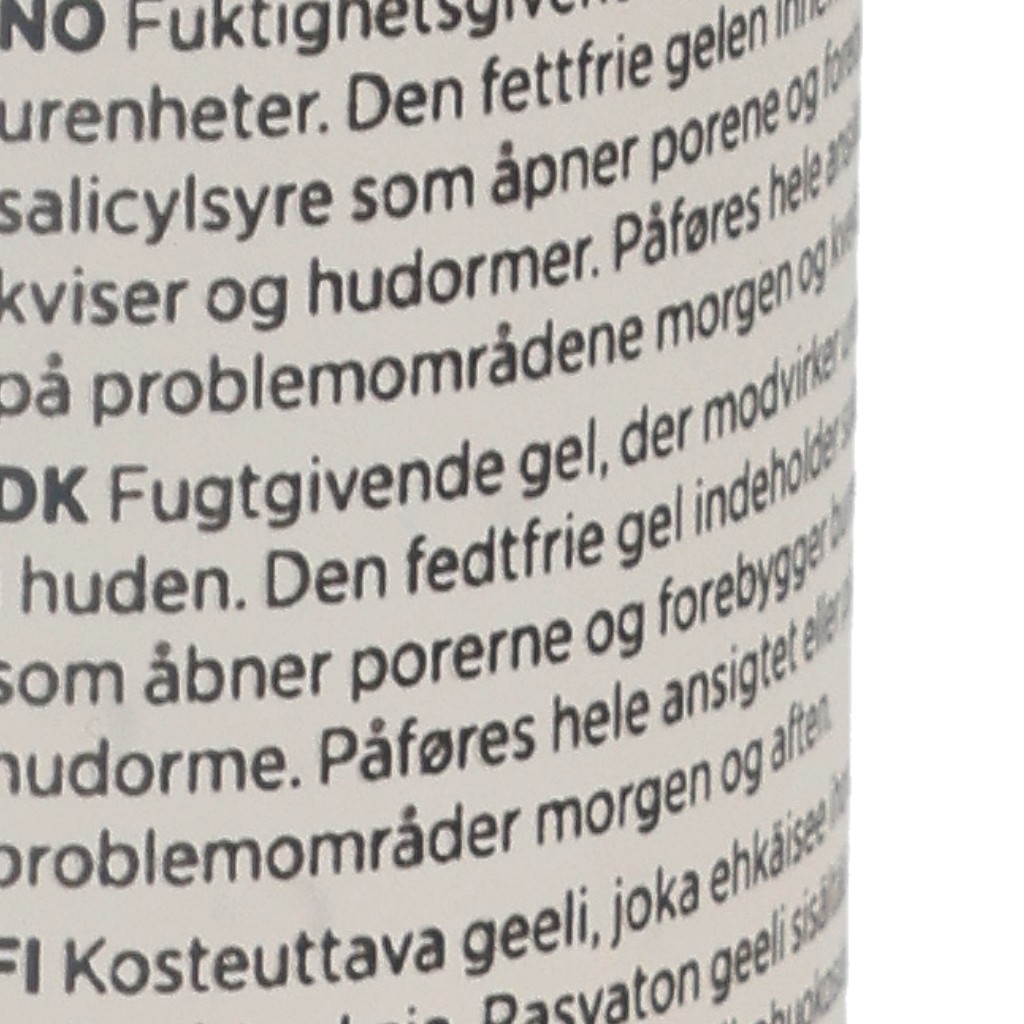 NO Fuktighetsgivende
urenheter. Den fettfrie gelen
salicylsyre som åpner porene og
kviser og hudormer. Påføres hele
på problemområdene morgen og
DK Fugtgivende gel, der modvirker
huden. Den fedtfrie gel indeholder
som åbner porerne og forebygger
hudorme. Påføres hele ansigtet eller
problemområder morgen og aften.
FI Kosteuttava geeli, joka ehkäisee
Rasvaton geeli